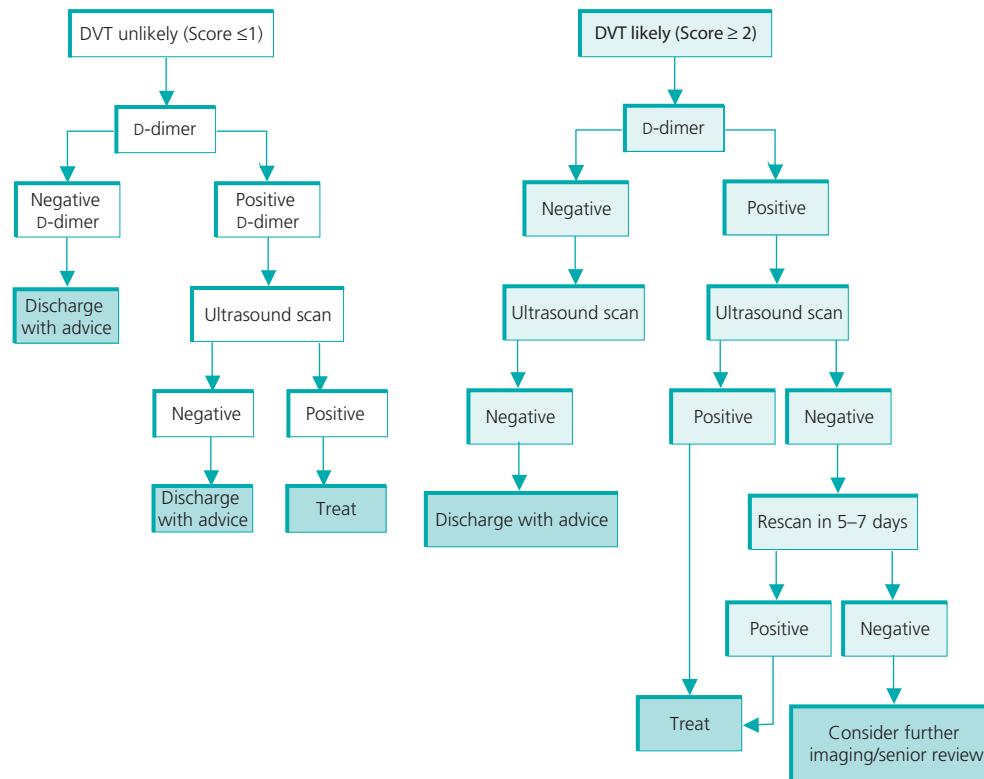 DVT unlikely (Score ≤1)
D-dimer
Negative
D-dimer
Positive
D-dimer
Discharge
with advice
Ultrasound scan
Negative
Positive
Discharge
with advice
Treat
DVT likely (Score ≥ 2)
D-dimer
Negative
Positive
Ultrasound scan
Ultrasound scan
Negative
Positive
Negative
Discharge with advice
Rescan in 5–7 days
Positive
Negative
Treat
Consider further
imaging/senior review